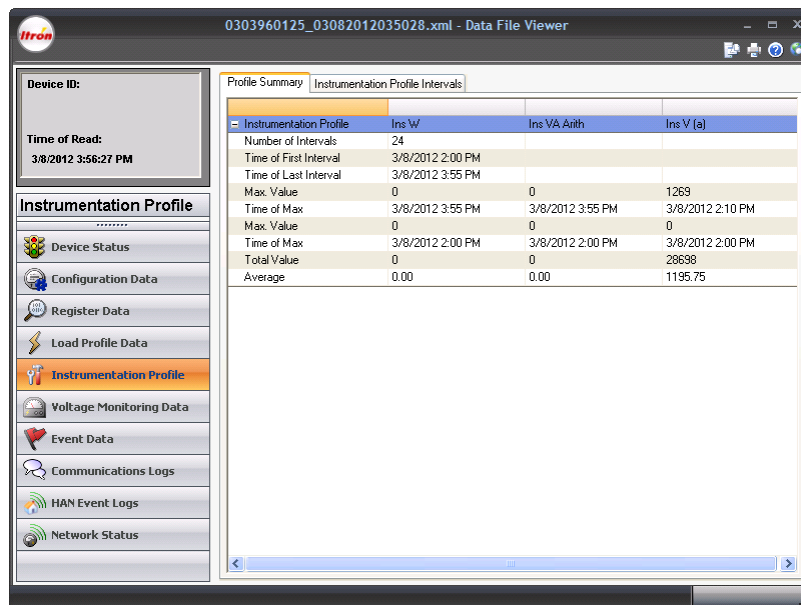 Itron
0303960125_03082012035028.xml - Data File Viewer
Device ID:
Time of Read:
3/8/2012 3:56:27 PM
Instrumentation Profile
Device Status
Configuration Data
Register Data
Load Profile Data
Instrumentation Profile
Voltage Monitoring Data
Event Data
Communications Logs
HAN Event Logs
Network Status
Profile Summary Instrumentation Profile Intervals
Instrumentation Profile Ins W Ins VA Arith Ins V (a)
Number of Intervals 24
Time of First Interval 3/8/2012 2:00 PM
Time of Last Interval 3/8/2012 3:55 PM
Max. Value 0 0 1269
Time of Max 3/8/2012 3:55 PM 3/8/2012 3:55 PM 3/8/2012 2:10 PM
Max. Value 0 0 0
Time of Max 3/8/2012 2:00 PM 3/8/2012 2:00 PM 3/8/2012 2:00 PM
Total Value 0 0 28698
Average 0.00 0.00 1195.75